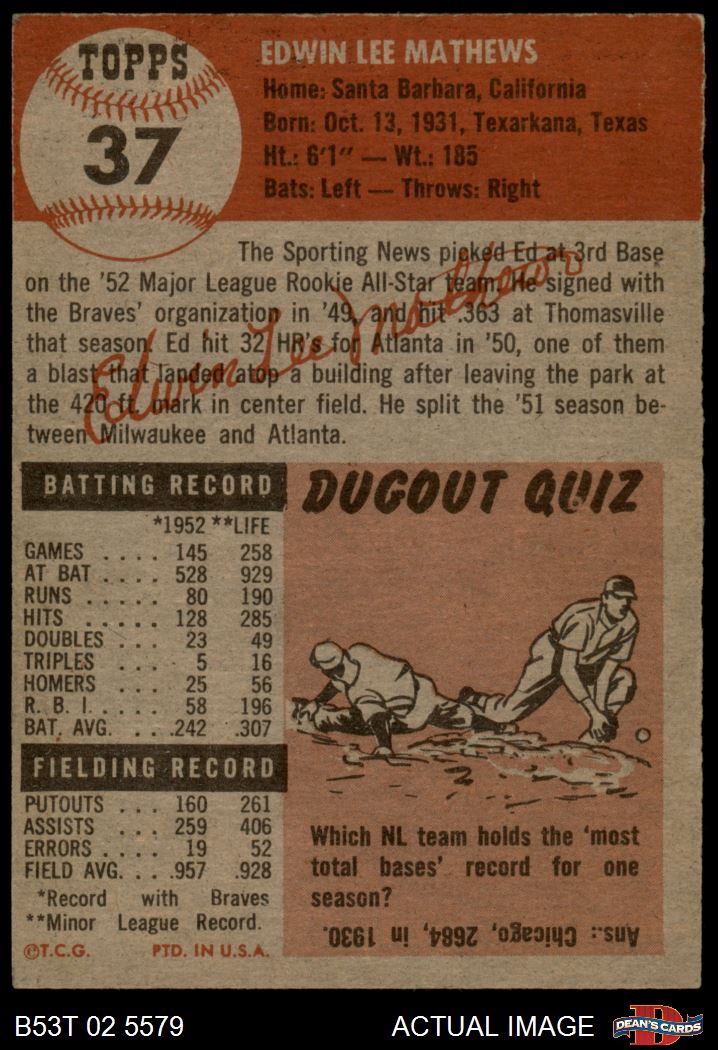 TOPPS
37
EDWIN LEE MATHEWS
Home: Santa Barbara, California
Born: Oct. 13, 1931, Texarkana, Texas
Ht.: 6'1" — Wt.: 185
Bats: Left — Throws: Right
The Sporting News picked Ed at 3rd Base
on the '52 Major League Rookie All-Star team. He signed with
the Braves' organization in '49, and hit .363 at Thomasville
that season. Ed hit 32 HR's for Atlanta in '50, one of them
a blast that landed atop a building after leaving the park at
the 420 ft. mark in center field. He split the '51 season be-
tween Milwaukee and Atlanta.
Edwin Lee Mathews
BATTING RECORD
*1952 **LIFE
GAMES .... 145 258
AT BAT .... 528 929
RUNS ..... 80 190
HITS ..... 128 285
DOUBLES ... 23 49
TRIPLES ... 5 16
HOMERS ... 25 56
R. B. I. .... 58 196
BAT. AVG. ... .242 .307
FIELDING RECORD
PUTOUTS ... 160 261
ASSISTS ... 259 406
ERRORS .... 19 52
FIELD AVG. .. .957 .928
*Record with Braves
**Minor League Record.
©T.C.G. PTD. IN U.S.A.
DUGOUT QUIZ
Which NL team holds the 'most
total bases' record for one
season?
Ans.: Chicago, 2684, in 1930.
B53T 02 5579
ACTUAL IMAGE
D
DEAN'S CARDS